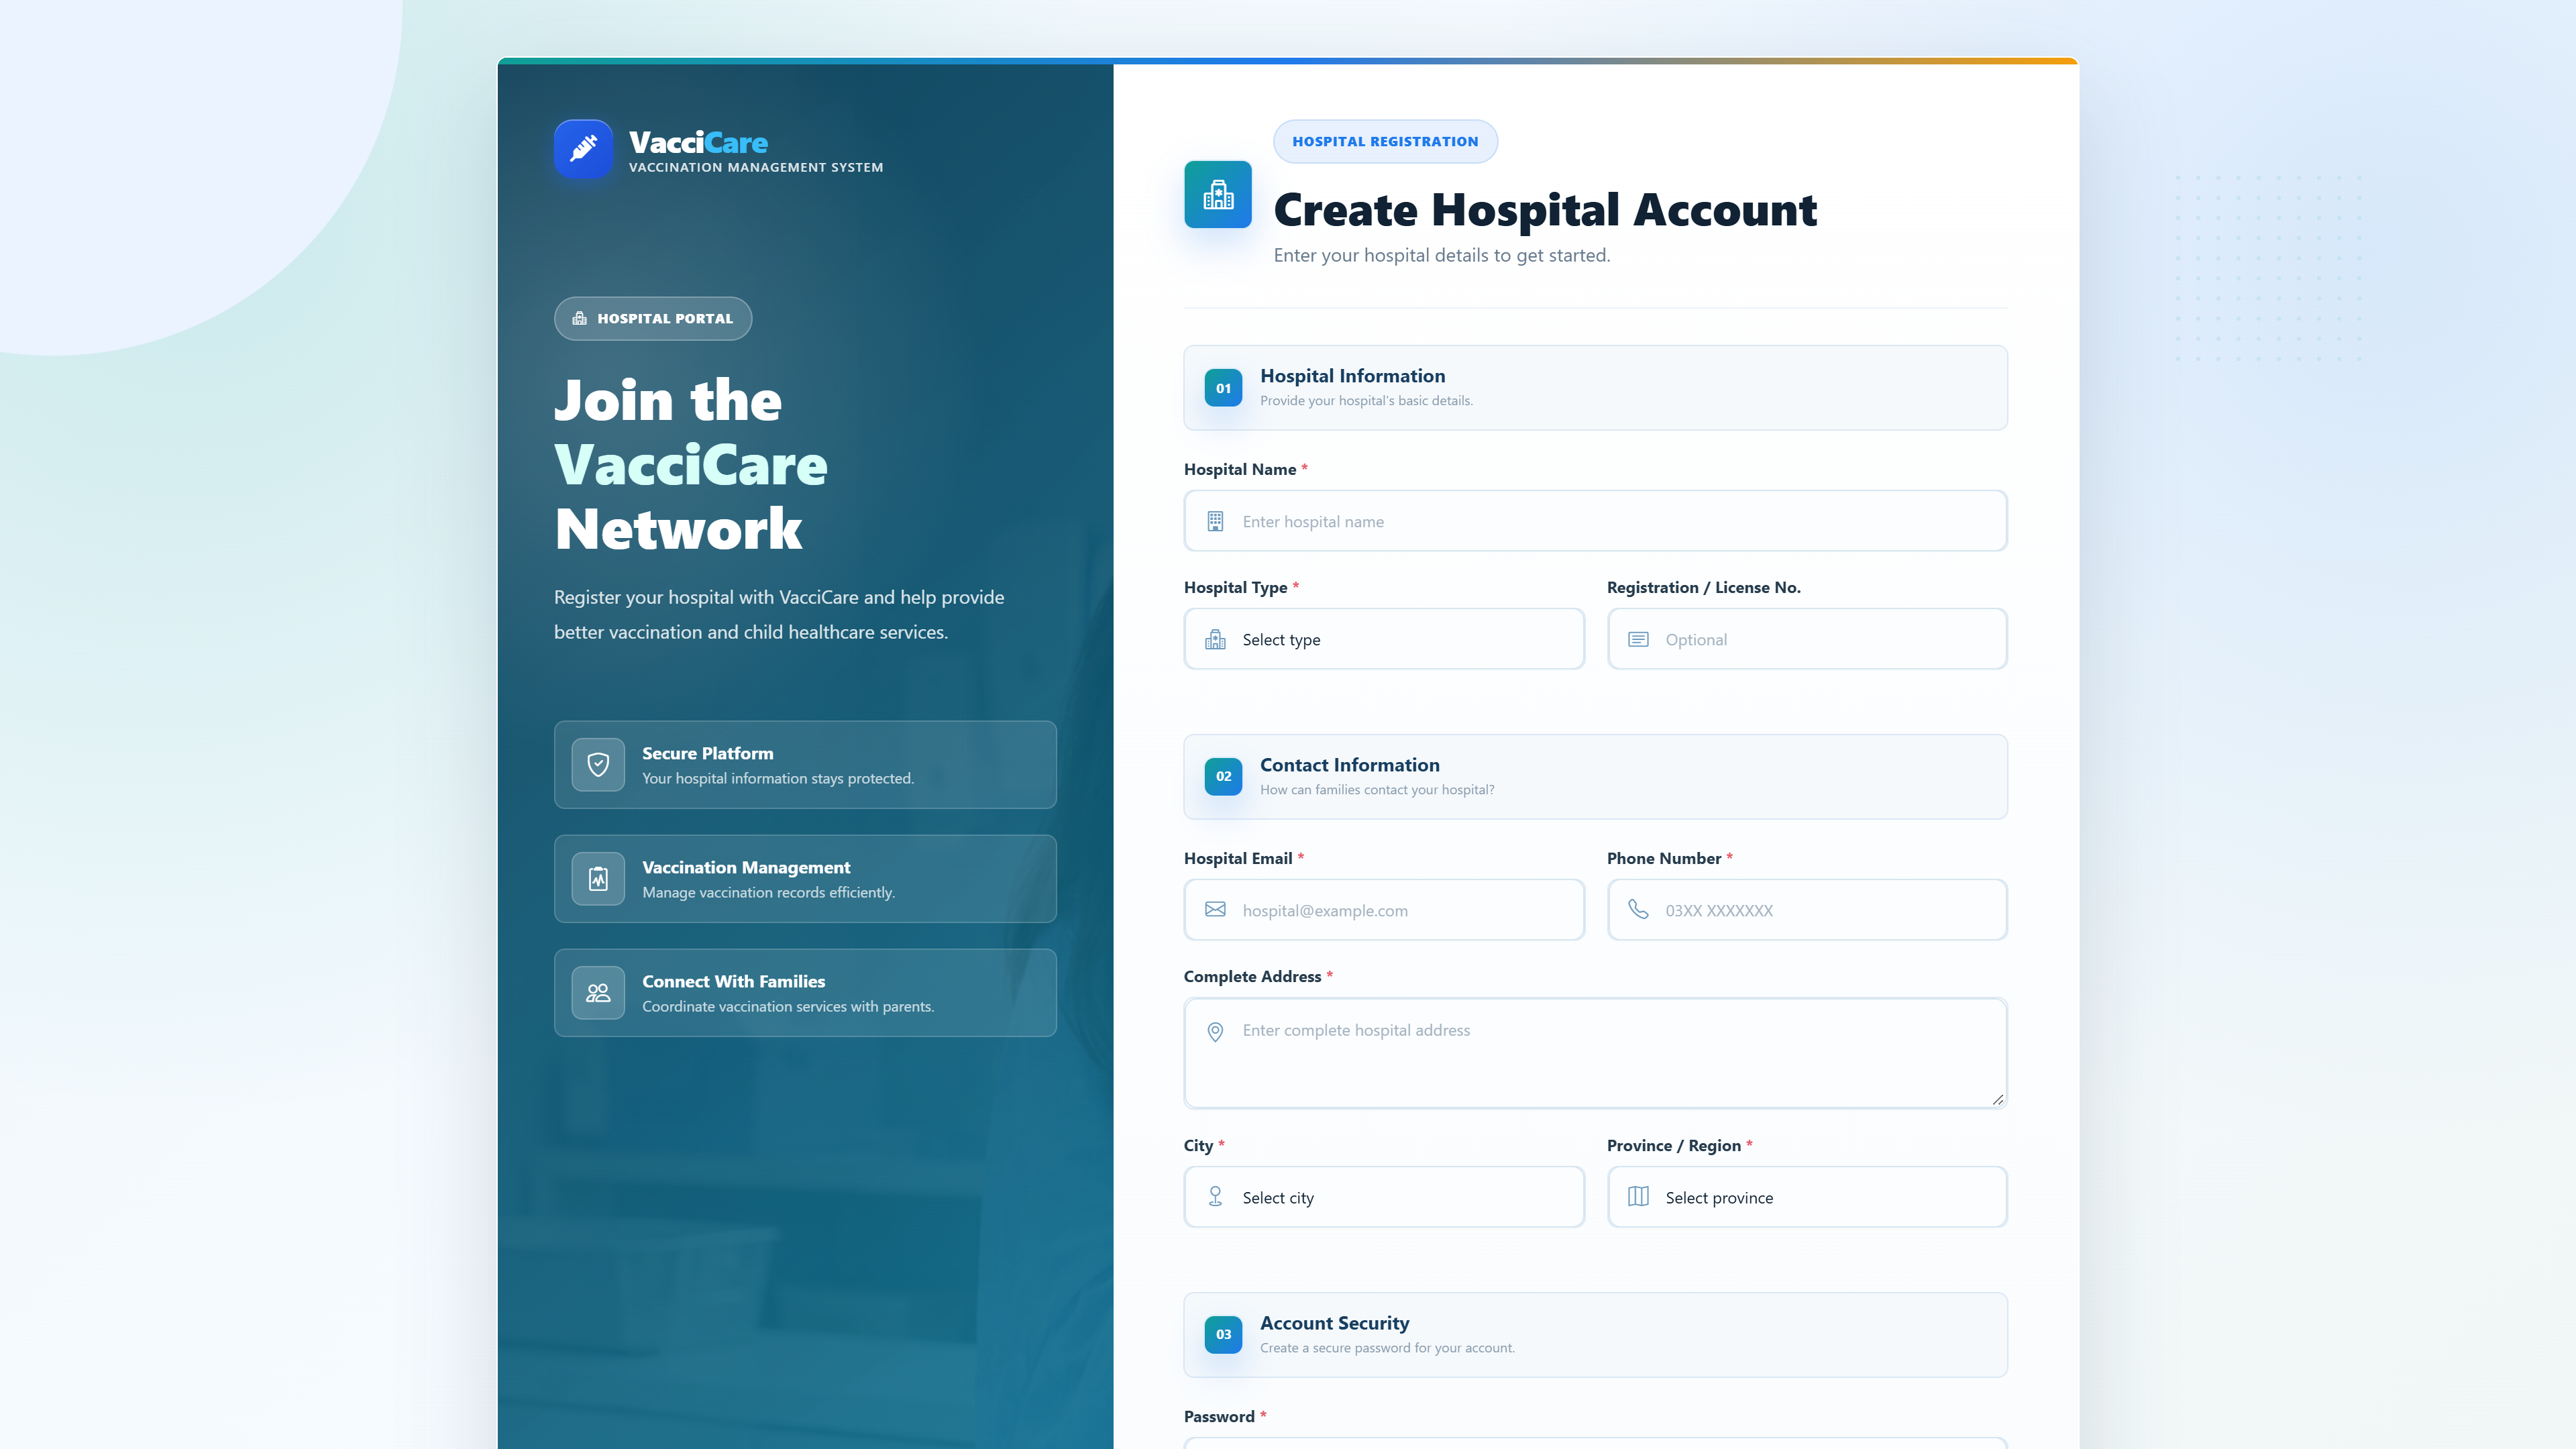 VacciCare
VACCINATION MANAGEMENT SYSTEM
HOSPITAL PORTAL
Join the
VacciCare
Network
Register your hospital with VacciCare and help provide
better vaccination and child healthcare services.
Secure Platform
Your hospital information stays protected.
Vaccination Management
Manage vaccination records efficiently.
Connect With Families
Coordinate vaccination services with parents.
HOSPITAL REGISTRATION
Create Hospital Account
Enter your hospital details to get started.
01
Hospital Information
Provide your hospital's basic details.
Hospital Name *
Enter hospital name
Hospital Type *
Select type
Registration / License No.
Optional
02
Contact Information
How can families contact your hospital?
Hospital Email *
hospital@example.com
Phone Number *
03XX XXXXXXX
Complete Address *
Enter complete hospital address
City *
Select city
Province / Region *
Select province
03
Account Security
Create a secure password for your account.
Password *